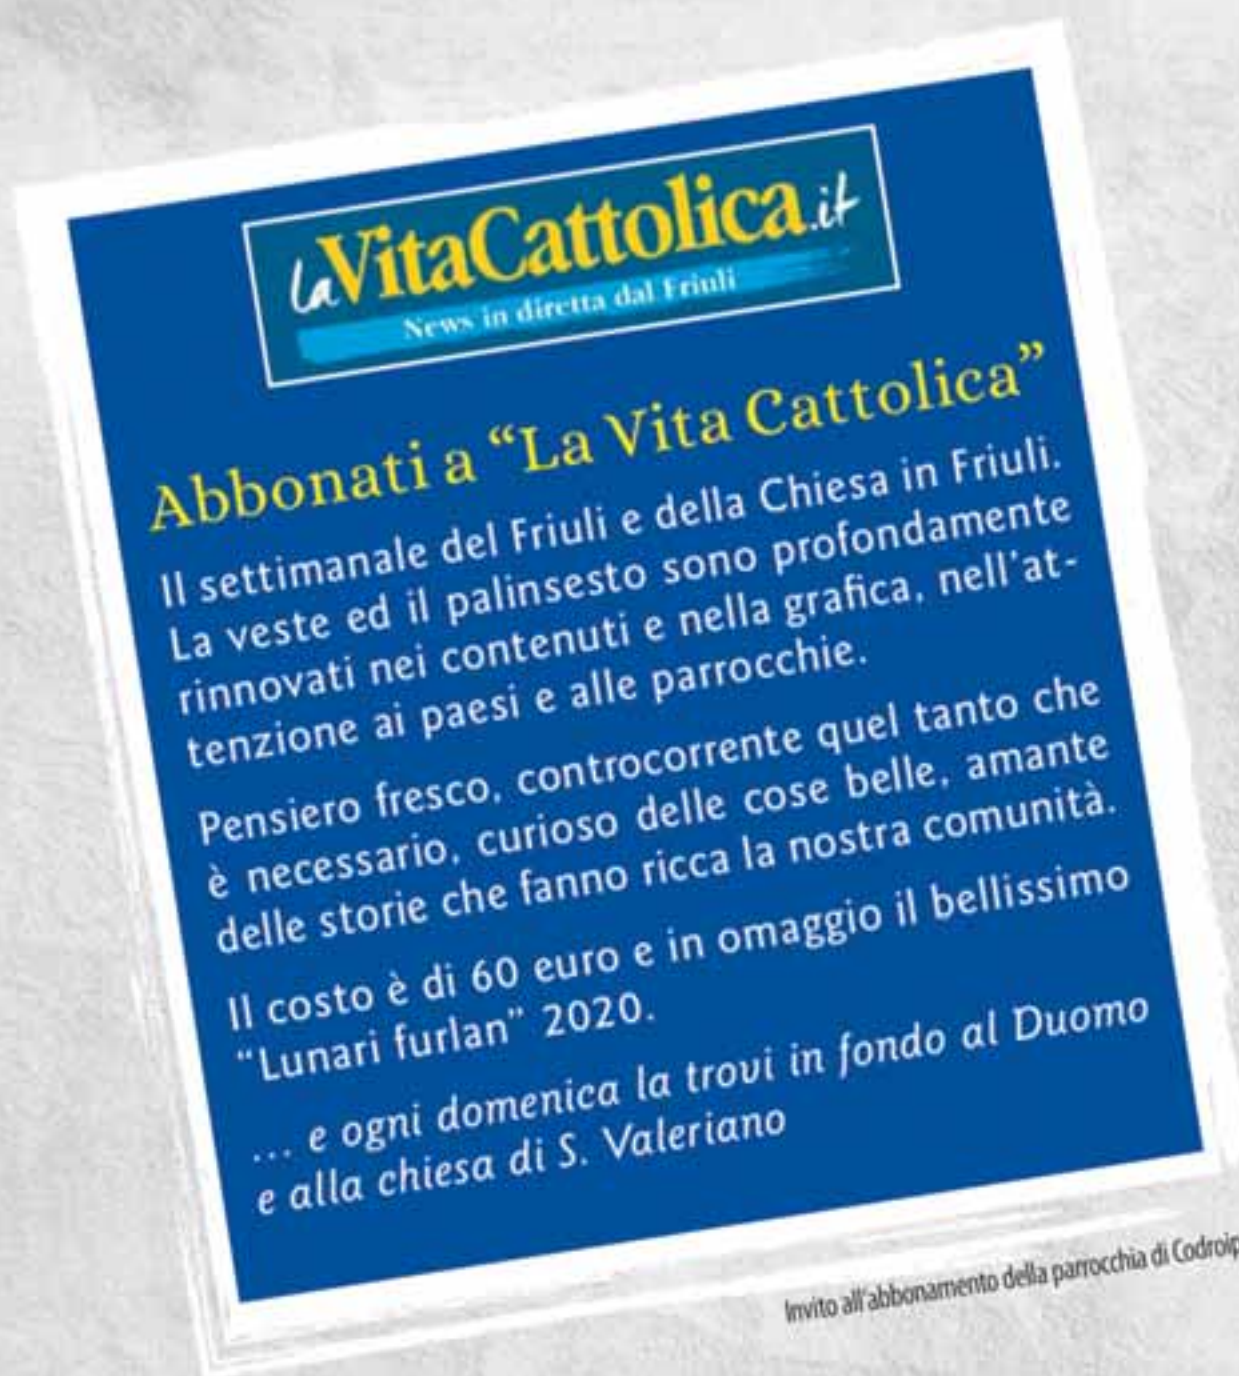 la VitaCattolica.it
News in diretta dal Friuli
Abbonati a “La Vita Cattolica”
Il settimanale del Friuli e della Chiesa in Friuli.
La veste ed il palinsesto sono profondamente
rinnovati nei contenuti e nella grafica, nell'at-
tenzione ai paesi e alle parrocchie.
Pensiero fresco, controcorrente quel tanto che
è necessario, curioso delle cose belle, amante
delle storie che fanno ricca la nostra comunità.
Il costo è di 60 euro e in omaggio il bellissimo
“Lunari furlan” 2020.
... e ogni domenica la trovi in fondo al Duomo
e alla chiesa di S. Valeriano
Invito all'abbonamento della parrocchia di